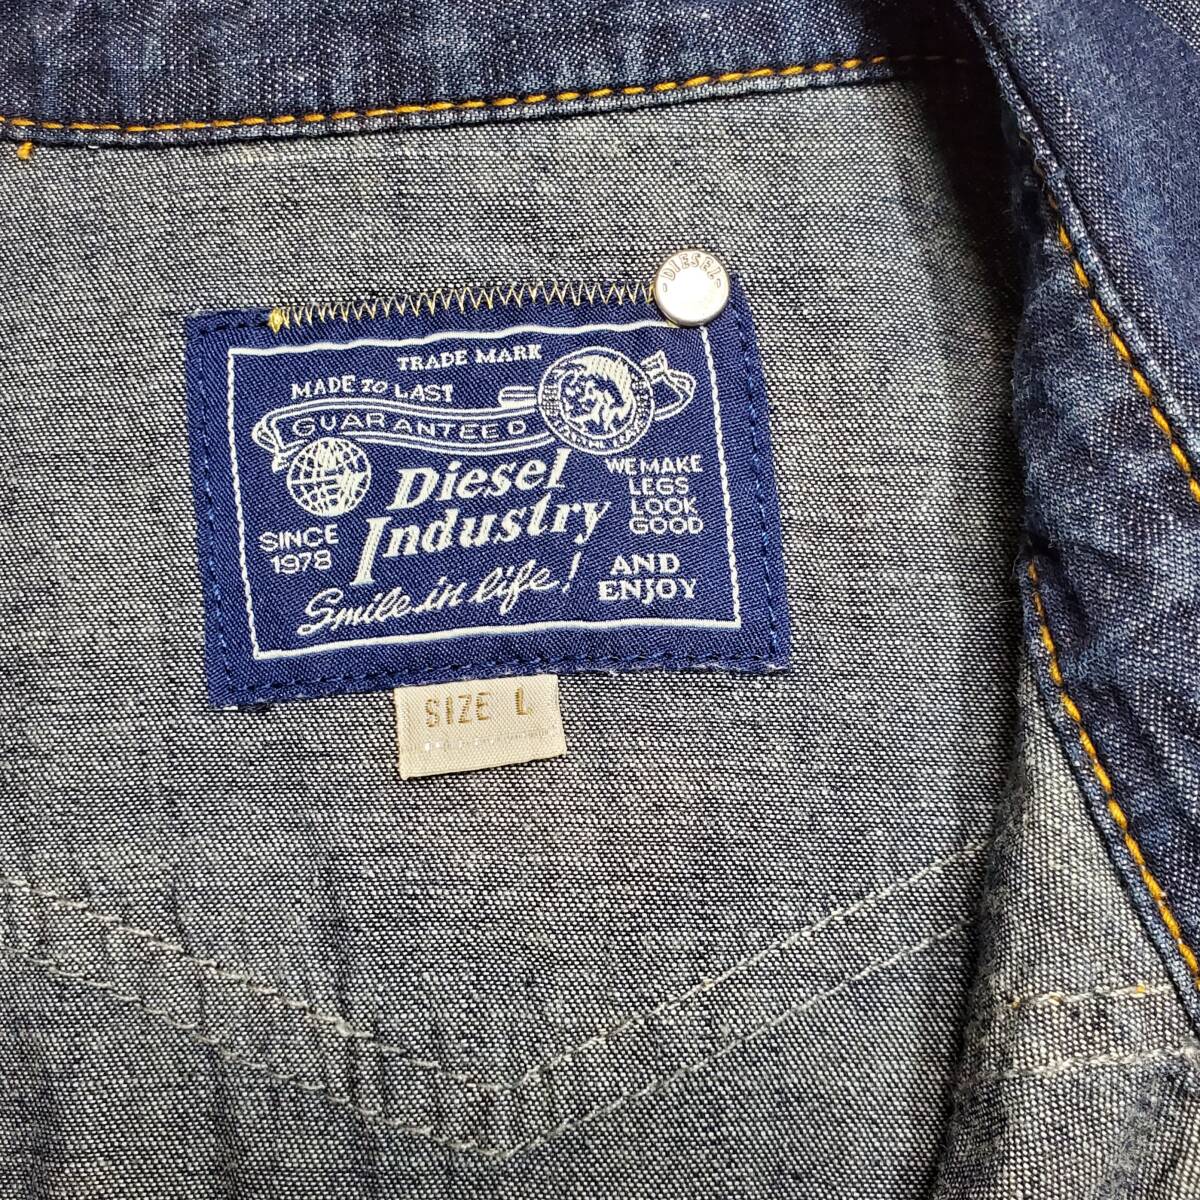 DIESEL
TRADE MARK
MADE TO LAST
GUARANTEED
Diesel
Industry
WE MAKE
LEGS
LOOK
GOOD
SINCE
1978
Smile in life!
AND
ENJOY
SIZE L